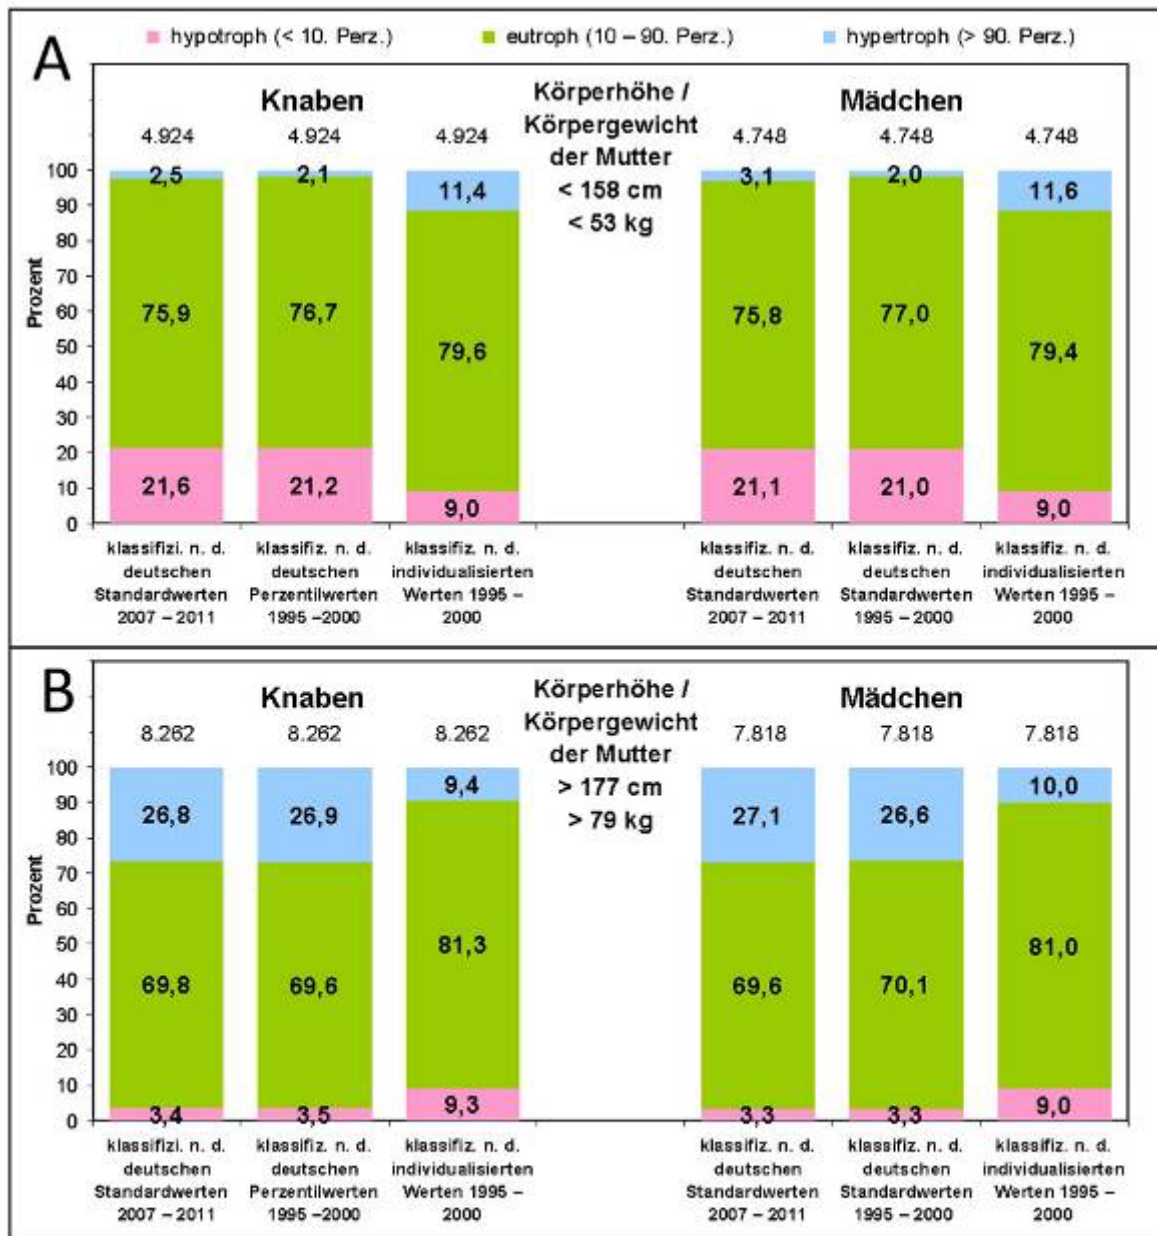 hypotroph (< 10. Perz.) eutroph (10 – 90. Perz.) hypertroph (> 90. Perz.)
A
Knaben
Körperhöhe /
Körpergewicht
der Mutter
< 158 cm
< 53 kg
Mädchen
4.924 4.924 4.924 4.748 4.748 4.748
Prozent
100
90
80
70
60
50
40
30
20
10
0
2,5 2,1 11,4 3,1 2,0 11,6
75,9 76,7 79,6 75,8 77,0 79,4
21,6 21,2 9,0 21,1 21,0 9,0
klassifizi. n. d.
deutschen
Standardwerten
2007 – 2011
klassifiz. n. d.
deutschen
Perzentilwerten
1995 –2000
klassifiz. n. d.
individualisierten
Werten 1995 –
2000
klassifiz. n. d.
deutschen
Standardwerten
2007 – 2011
klassifiz. n. d.
deutschen
Standardwerten
1995 – 2000
klassifiz. n. d.
individualisierten
Werten 1995 –
2000
B
Knaben
Körperhöhe /
Körpergewicht
der Mutter
> 177 cm
> 79 kg
Mädchen
8.262 8.262 8.262 7.818 7.818 7.818
Prozent
100
90
80
70
60
50
40
30
20
10
0
26,8 26,9 9,4 27,1 26,6 10,0
69,8 69,6 81,3 69,6 70,1 81,0
3,4 3,5 9,3 3,3 3,3 9,0
klassifizi. n. d.
deutschen
Standardwerten
2007 – 2011
klassifiz. n. d.
deutschen
Perzentilwerten
1995 –2000
klassifiz. n. d.
individualisierten
Werten 1995 –
2000
klassifiz. n. d.
deutschen
Standardwerten
2007 – 2011
klassifiz. n. d.
deutschen
Standardwerten
1995 – 2000
klassifiz. n. d.
individualisierten
Werten 1995 –
2000